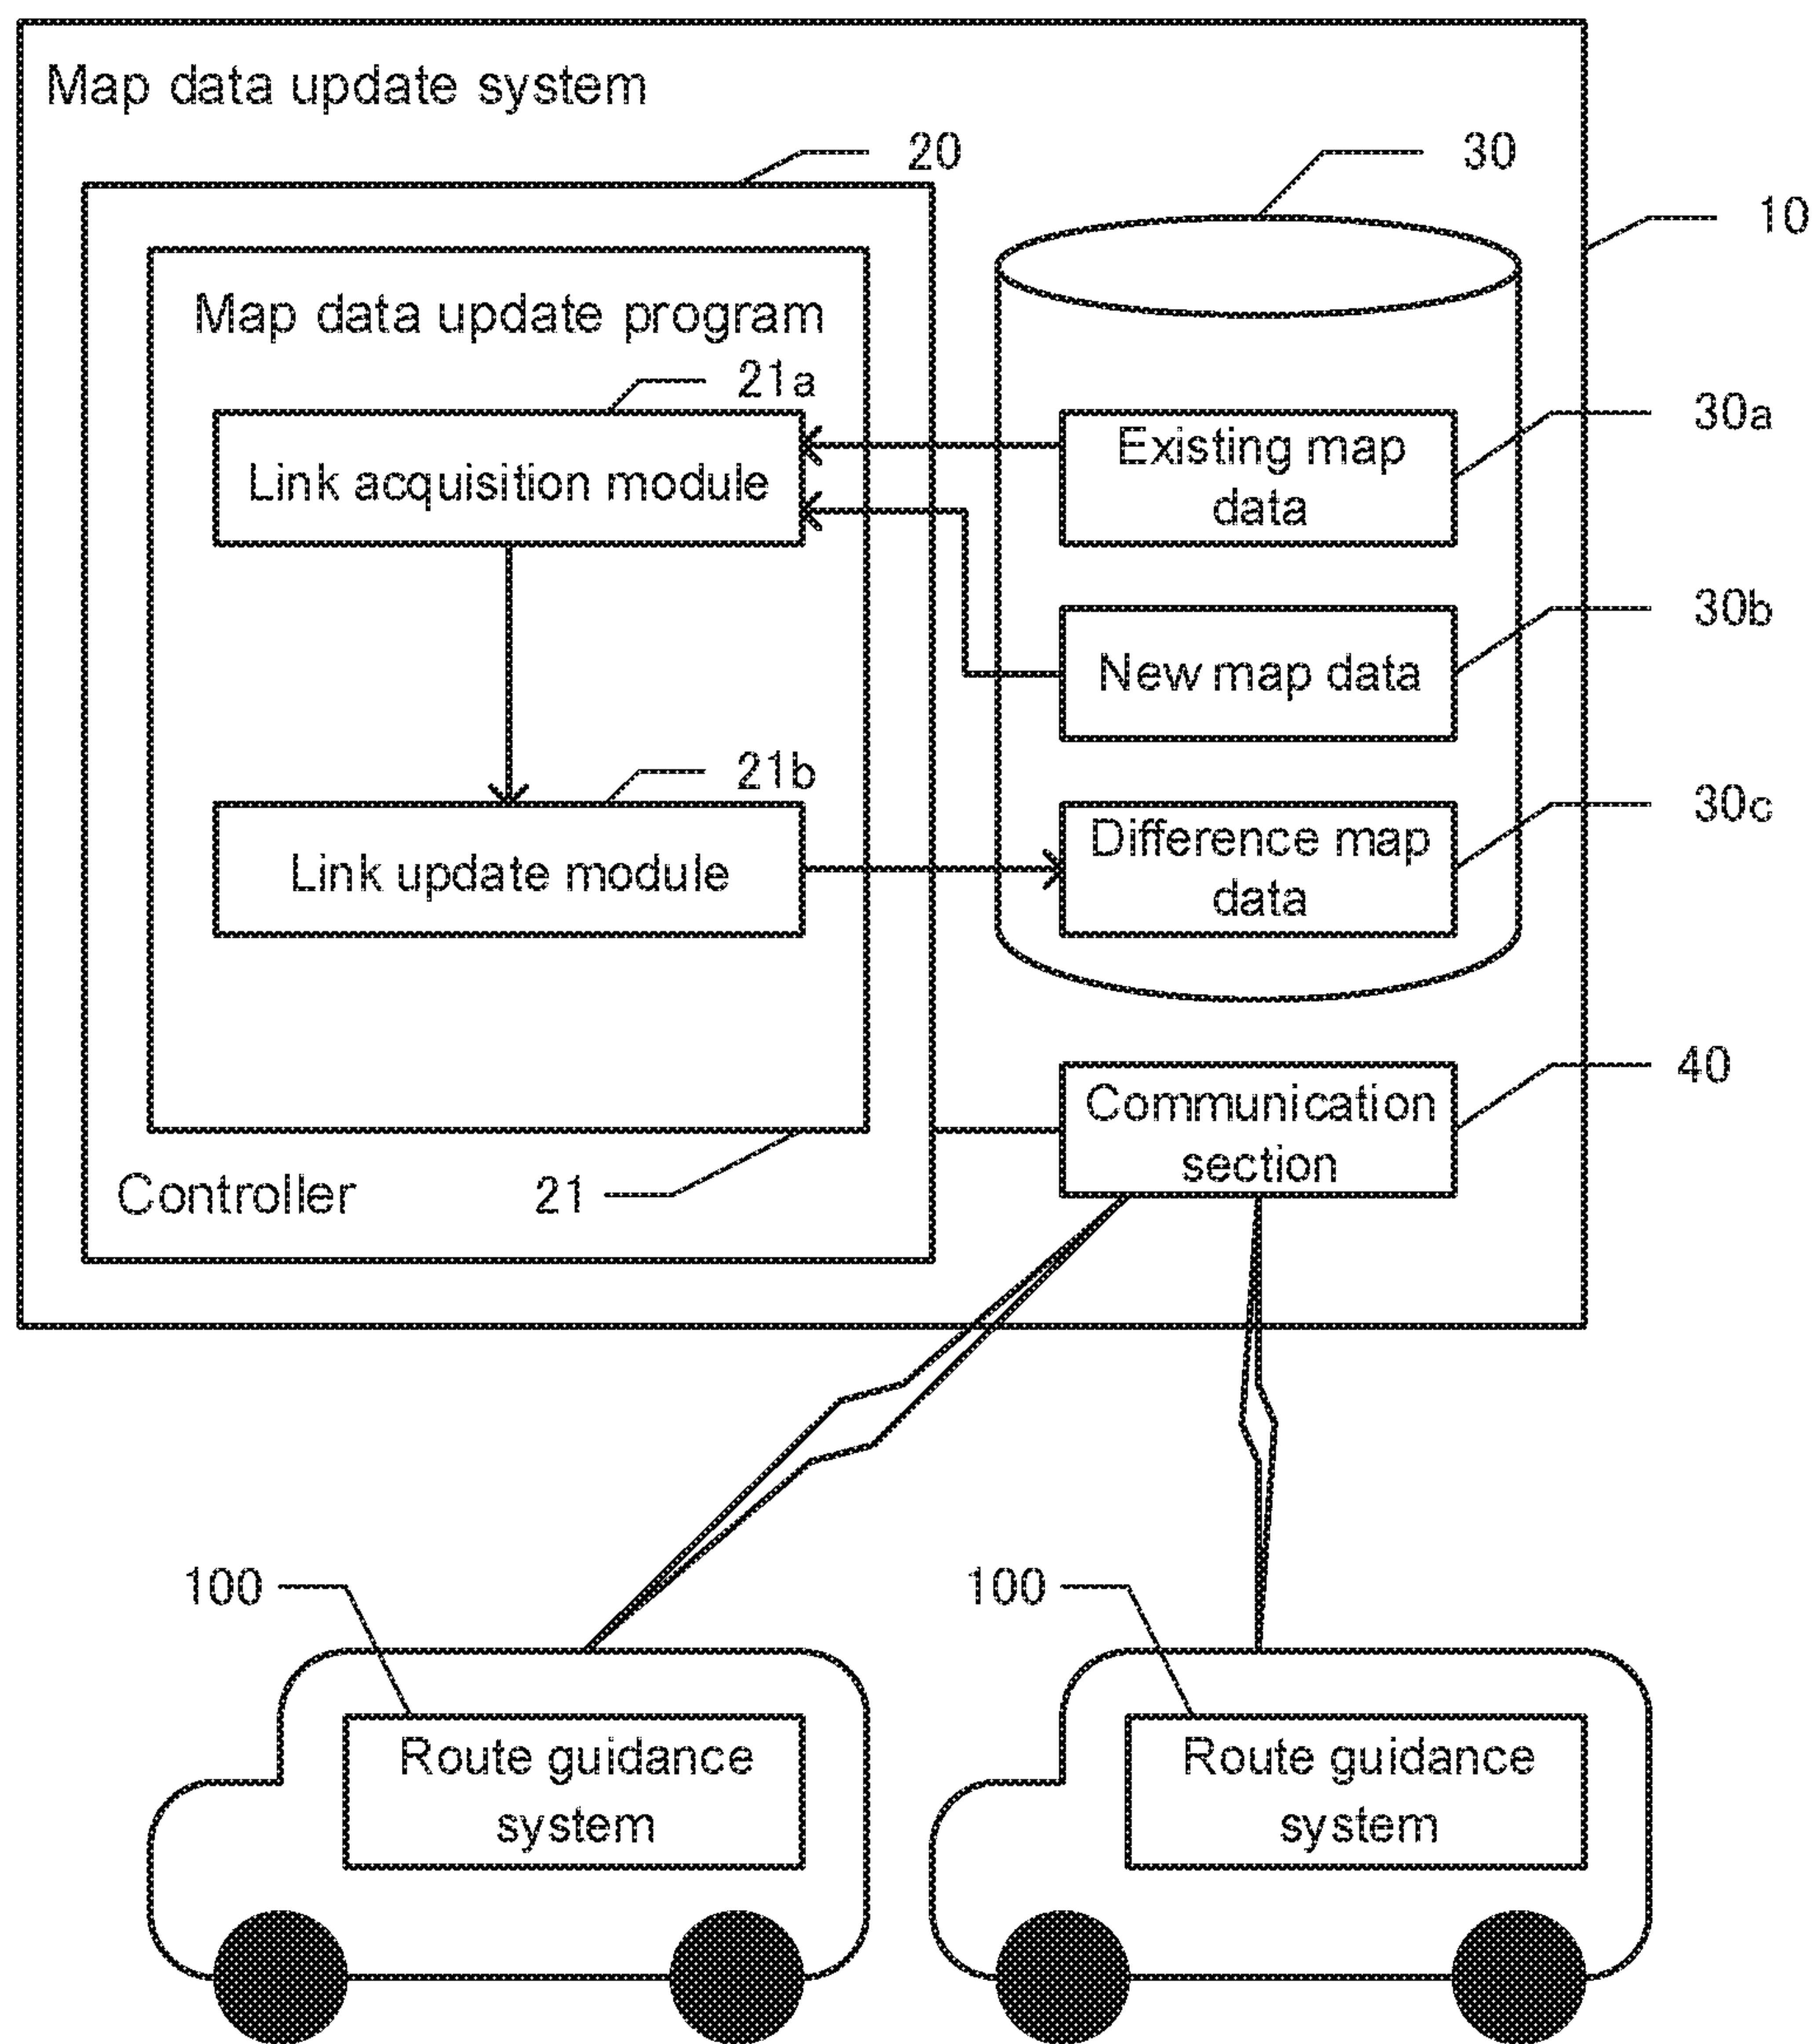 Map data update system
20
30
10
Map data update program
21a
30a
Existing map
data
Link acquisition module
30b
New map data
21b
30c
Difference map
data
Link update module
40
Communication
section
Controller
21
100
100
Route guidance
system
Route guidance
system